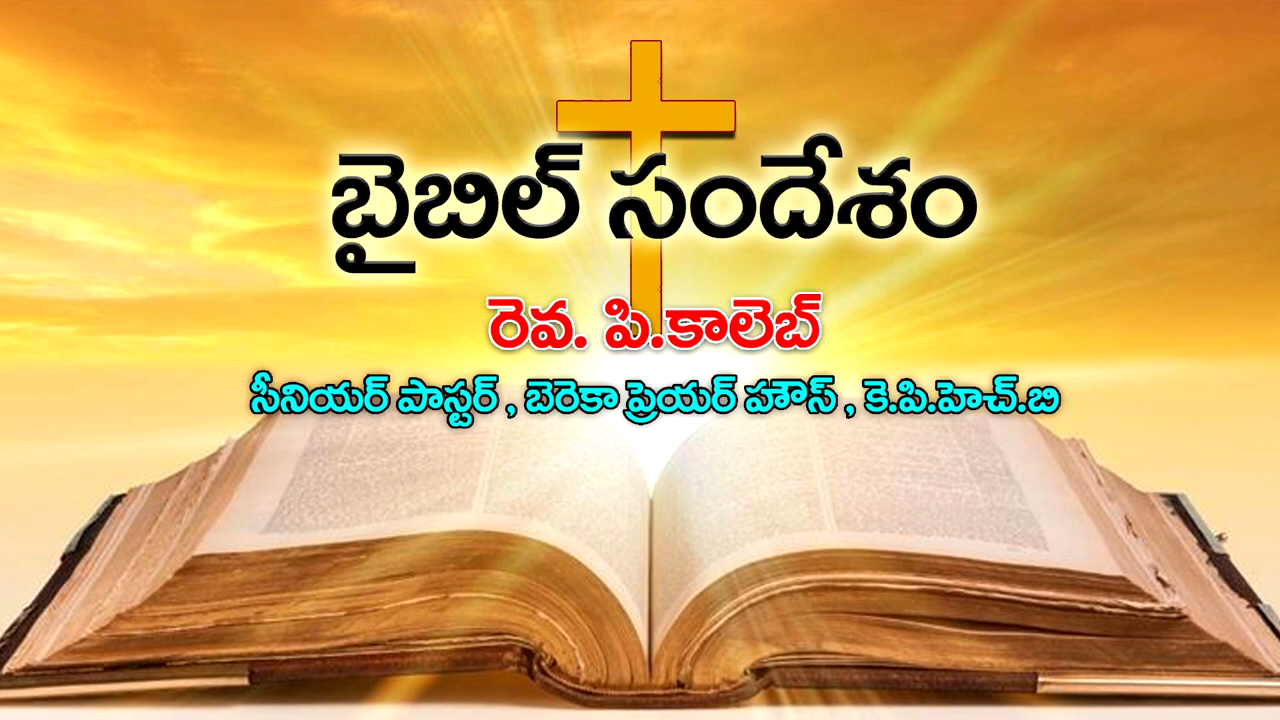 బైబిల్ సందేశం
రెవ. పి.కాలెబ్
సీనియర్ పాస్టర్ , బెరెకా ప్రెయర్ హౌస్ , కె.పి.హెచ్.బి